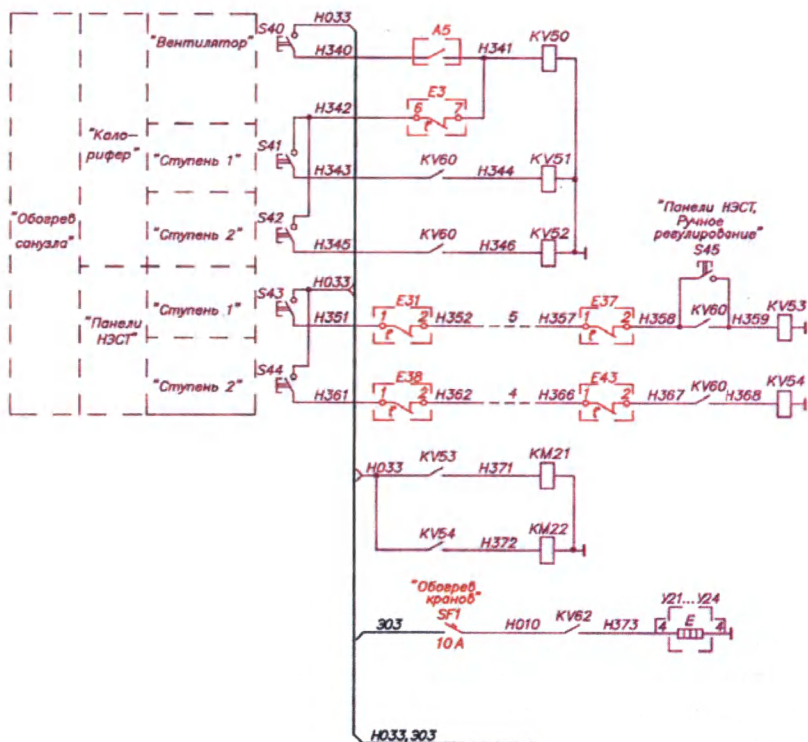 H033
S40
"Вентилятор"
H340
A5
H341
KV50
E3
H342
6 7
"Кало-
рифер"
S41
"Ступень 1"
H343
KV60
H344
KV51
"Обогрев
санузла"
S42
"Ступень 2"
H345
KV60
H346
KV52
"Панели НЭСТ,
Ручное
регулирование"
S45
H033
S43
"Ступень 1"
H351
E31
1 2
H352
5
H357
E37
1 2
H358
KV60
H359
KV53
"Панели
НЭСТ"
S44
"Ступень 2"
H361
E38
1 2
H362
4
H366
E43
1 2
H367
KV60
H368
KV54
H033
KV53
H371
KM21
KV54
H372
KM22
"Обогрев
кранов"
SF1
10 A
ЭОЗ
H010
KV62
H373
У21...У24
4 E 4
H033, ЭОЗ